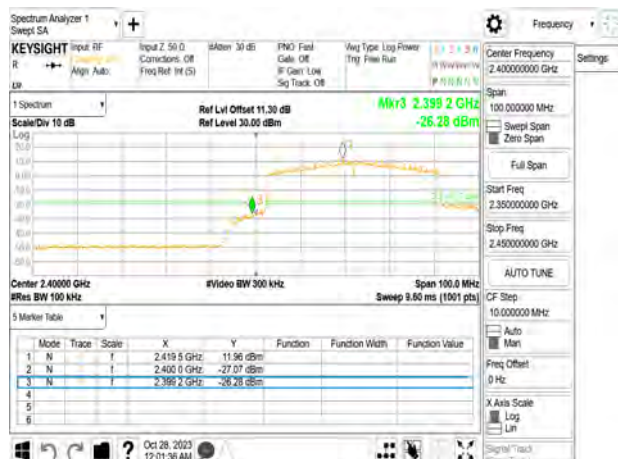 Spectrum Analyzer 1
Swept SA
Frequency
KEYSIGHT
Input: RF
Input Z: 50 Ω
#Atten: 30 dB
PNO: Fast
Avg Type: Log-Power
R
Corrections: Off
Gate: Off
Trig: Free Run
Align: Auto
Freq Ref: Int (S)
IF Gain: Low
Sig Track: Off
P N N N N N
Center Frequency
2.400000000 GHz
Settings
Span
100.000000 MHz
Swept Span
Zero Span
Full Span
Start Freq
2.350000000 GHz
Stop Freq
2.450000000 GHz
AUTO TUNE
CF Step
10.000000 MHz
Auto
Man
Freq Offset
0 Hz
X Axis Scale
Log
Lin
Signal Track
1 Spectrum
Scale/Div 10 dB
Ref Lvl Offset 11.30 dB
Ref Level 30.00 dBm
Mkr3 2.399 2 GHz
-26.28 dBm
Log
Center 2.40000 GHz
#Res BW 100 kHz
#Video BW 300 kHz
Span 100.0 MHz
Sweep 9.60 ms (1001 pts)
5 Marker Table
Mode Trace Scale X Y Function Function Width Function Value
1 N f 2.419 5 GHz 11.96 dBm
2 N f 2.400 0 GHz -27.07 dBm
3 N f 2.399 2 GHz -26.28 dBm
4
5
6
?
Oct 28, 2023
12:01:36 AM